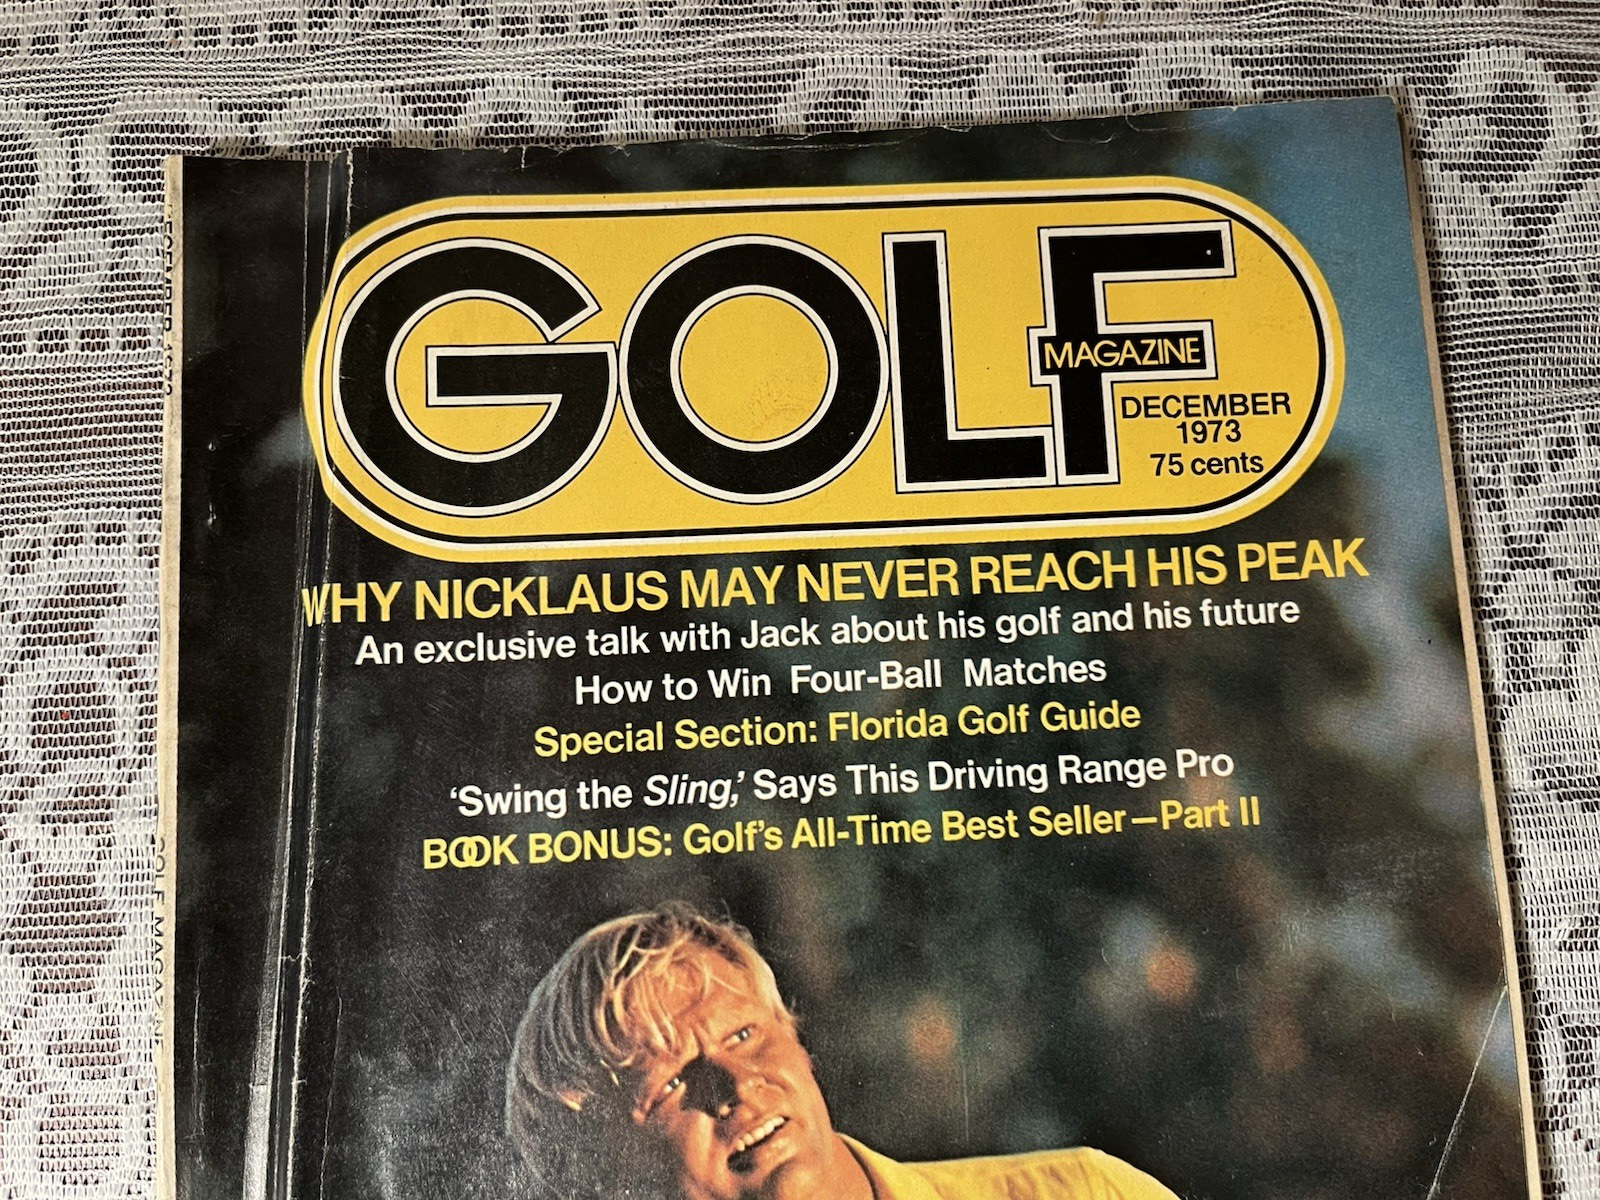 GOLF
MAGAZINE
DECEMBER
1973
75 cents
WHY NICKLAUS MAY NEVER REACH HIS PEAK
An exclusive talk with Jack about his golf and his future
How to Win Four-Ball Matches
Special Section: Florida Golf Guide
‘Swing the Sling,’ Says This Driving Range Pro
BOOK BONUS: Golf's All-Time Best Seller—Part II
GOLF MAGAZINE